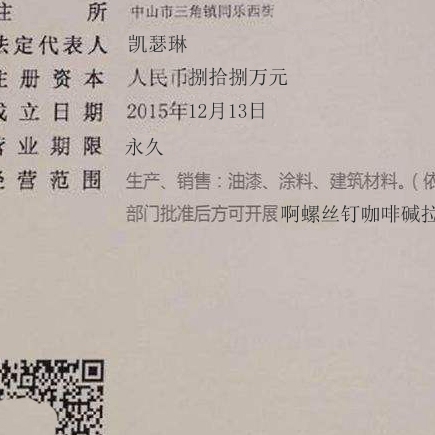 住 所 中山市三角镇同乐西街
法定代表人 凯瑟琳
注册资本 人民币捌拾捌万元
成立日期 2015年12月13日
营业期限 永久
经营范围 生产、销售：油漆、涂料、建筑材料。（依
部门批准后方可开展 啊螺丝钉咖啡碱拉